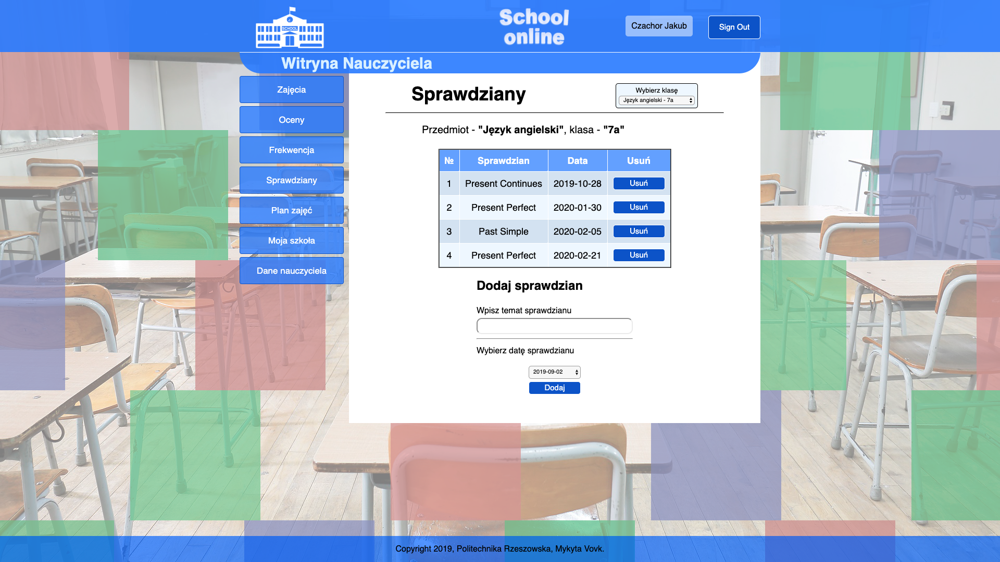 SCHOOL
School
online
Czachor Jakub
Sign Out
Witryna Nauczyciela
Zajęcia
Oceny
Frekwencja
Sprawdziany
Plan zajęć
Moja szkoła
Dane nauczyciela
Sprawdziany
Wybierz klasę
Język angielski - 7a
Przedmiot - "Język angielski", klasa - "7a"
№ Sprawdzian Data Usuń
1 Present Continues 2019-10-28 Usuń
2 Present Perfect 2020-01-30 Usuń
3 Past Simple 2020-02-05 Usuń
4 Present Perfect 2020-02-21 Usuń
Dodaj sprawdzian
Wpisz temat sprawdzianu
Wybierz datę sprawdzianu
2019-09-02
Dodaj
Copyright 2019, Politechnika Rzeszowska, Mykyta Vovk.